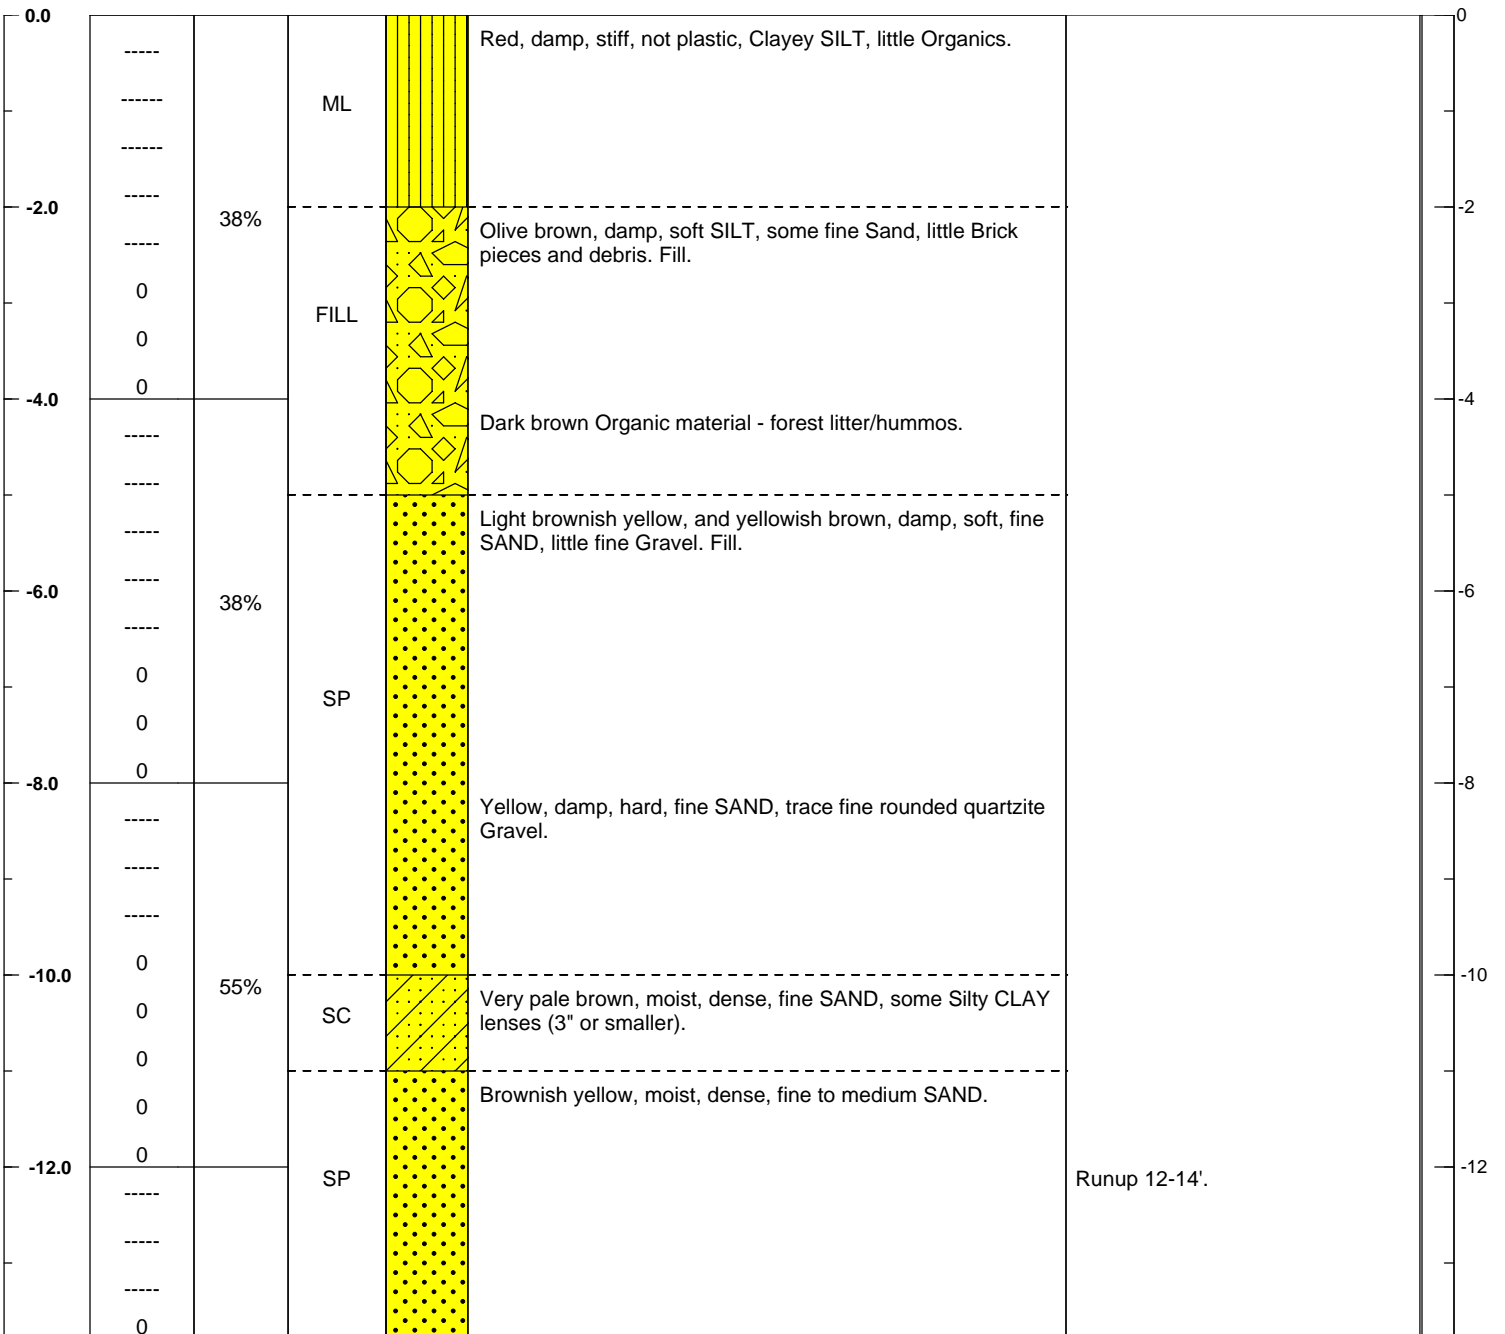 0.0
0
Red, damp, stiff, not plastic, Clayey SILT, little Organics.
-----
------
ML
------
-----
-2.0
38%
-2
Olive brown, damp, soft SILT, some fine Sand, little Brick
pieces and debris. Fill.
-----
0
FILL
0
0
-4.0
-4
Dark brown Organic material - forest litter/hummos.
-----
-----
Light brownish yellow, and yellowish brown, damp, soft, fine
SAND, little fine Gravel. Fill.
-----
-----
-6.0
38%
-6
-----
0
SP
0
0
-8.0
-8
Yellow, damp, hard, fine SAND, trace fine rounded quartzite
Gravel.
-----
-----
-----
0
-10.0
55%
-10
Very pale brown, moist, dense, fine SAND, some Silty CLAY
lenses (3" or smaller).
0
SC
0
Brownish yellow, moist, dense, fine to medium SAND.
0
0
-12.0
-12
SP
Runup 12-14'.
-----
-----
-----
0